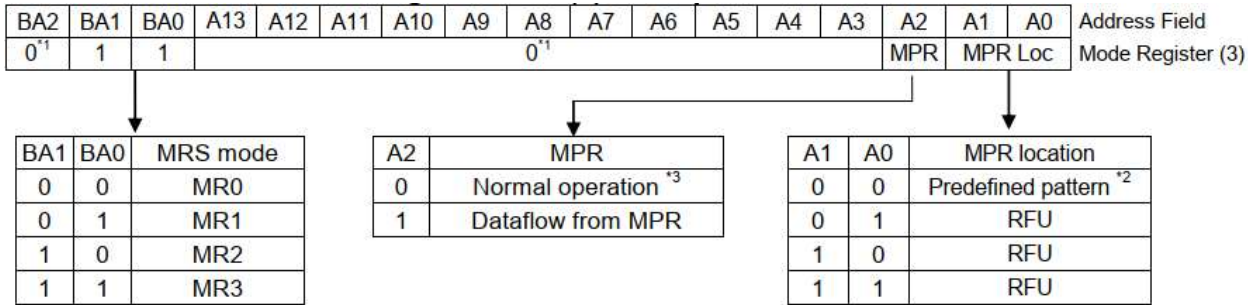 BA2 BA1 BA0 A13 A12 A11 A10 A9 A8 A7 A6 A5 A4 A3 A2 A1 A0 Address Field
0*1 1 1 0*1 MPR MPR Loc Mode Register (3)
BA1 BA0 MRS mode A2 MPR A1 A0 MPR location
0 0 MR0 0 Normal operation *3 0 0 Predefined pattern *2
0 1 MR1 1 Dataflow from MPR 0 1 RFU
1 0 MR2 1 0 RFU
1 1 MR3 1 1 RFU